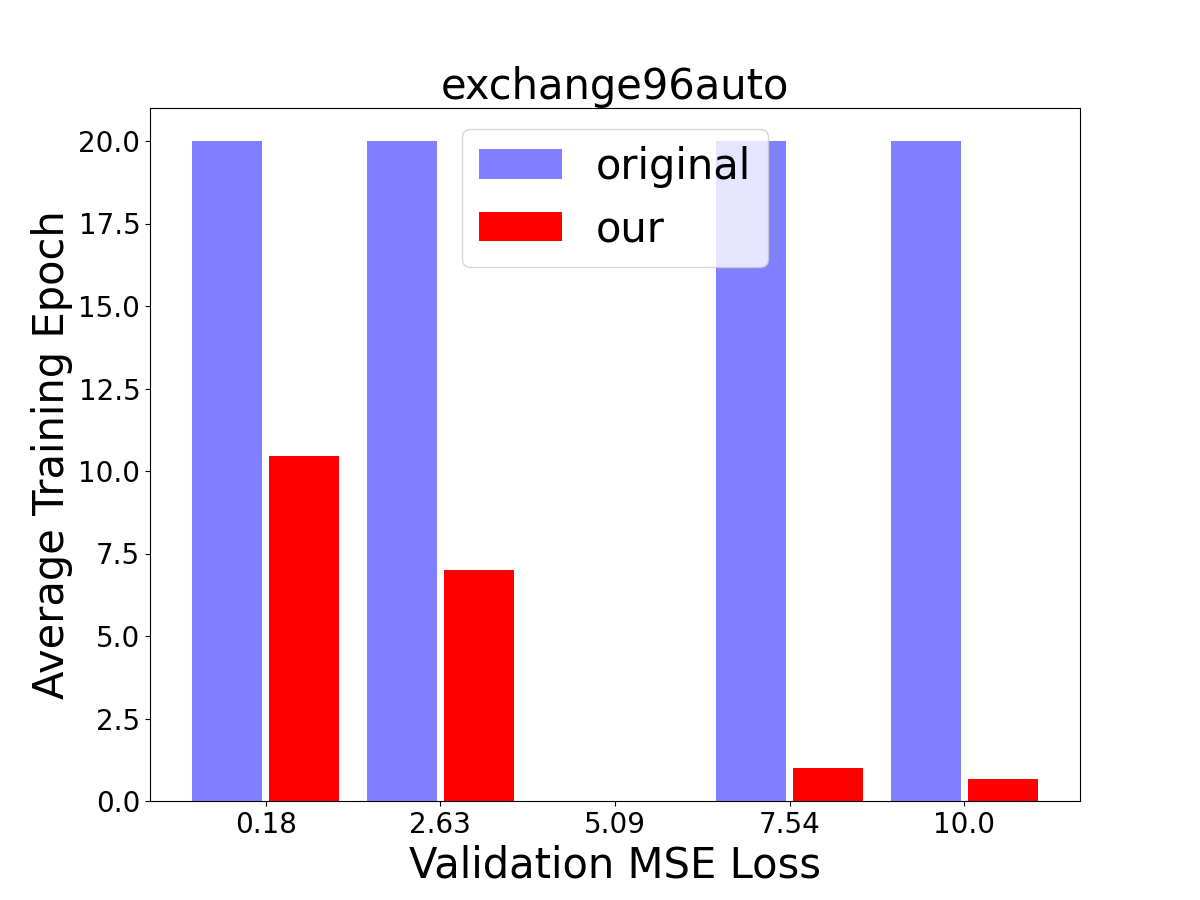 exchange96auto
original
our
Average Training Epoch
20.0
17.5
15.0
12.5
10.0
7.5
5.0
2.5
0.0
0.18 2.63 5.09 7.54 10.0
Validation MSE Loss